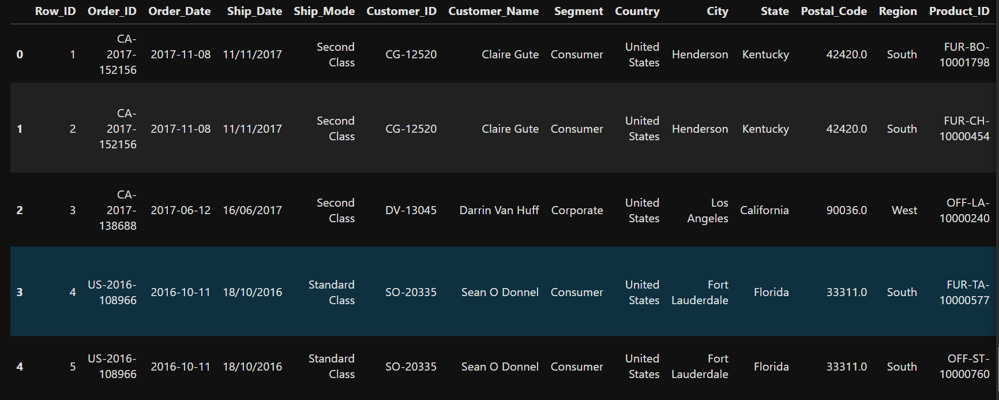 Row_ID Order_ID Order_Date Ship_Date Ship_Mode Customer_ID Customer_Name Segment Country City State Postal_Code Region Product_ID
0 1 CA-2017-152156 2017-11-08 11/11/2017 Second Class CG-12520 Claire Gute Consumer United States Henderson Kentucky 42420.0 South FUR-BO-10001798
1 2 CA-2017-152156 2017-11-08 11/11/2017 Second Class CG-12520 Claire Gute Consumer United States Henderson Kentucky 42420.0 South FUR-CH-10000454
2 3 CA-2017-138688 2017-06-12 16/06/2017 Second Class DV-13045 Darrin Van Huff Corporate United States Los Angeles California 90036.0 West OFF-LA-10000240
3 4 US-2016-108966 2016-10-11 18/10/2016 Standard Class SO-20335 Sean O Donnel Consumer United States Fort Lauderdale Florida 33311.0 South FUR-TA-10000577
4 5 US-2016-108966 2016-10-11 18/10/2016 Standard Class SO-20335 Sean O Donnel Consumer United States Fort Lauderdale Florida 33311.0 South OFF-ST-10000760